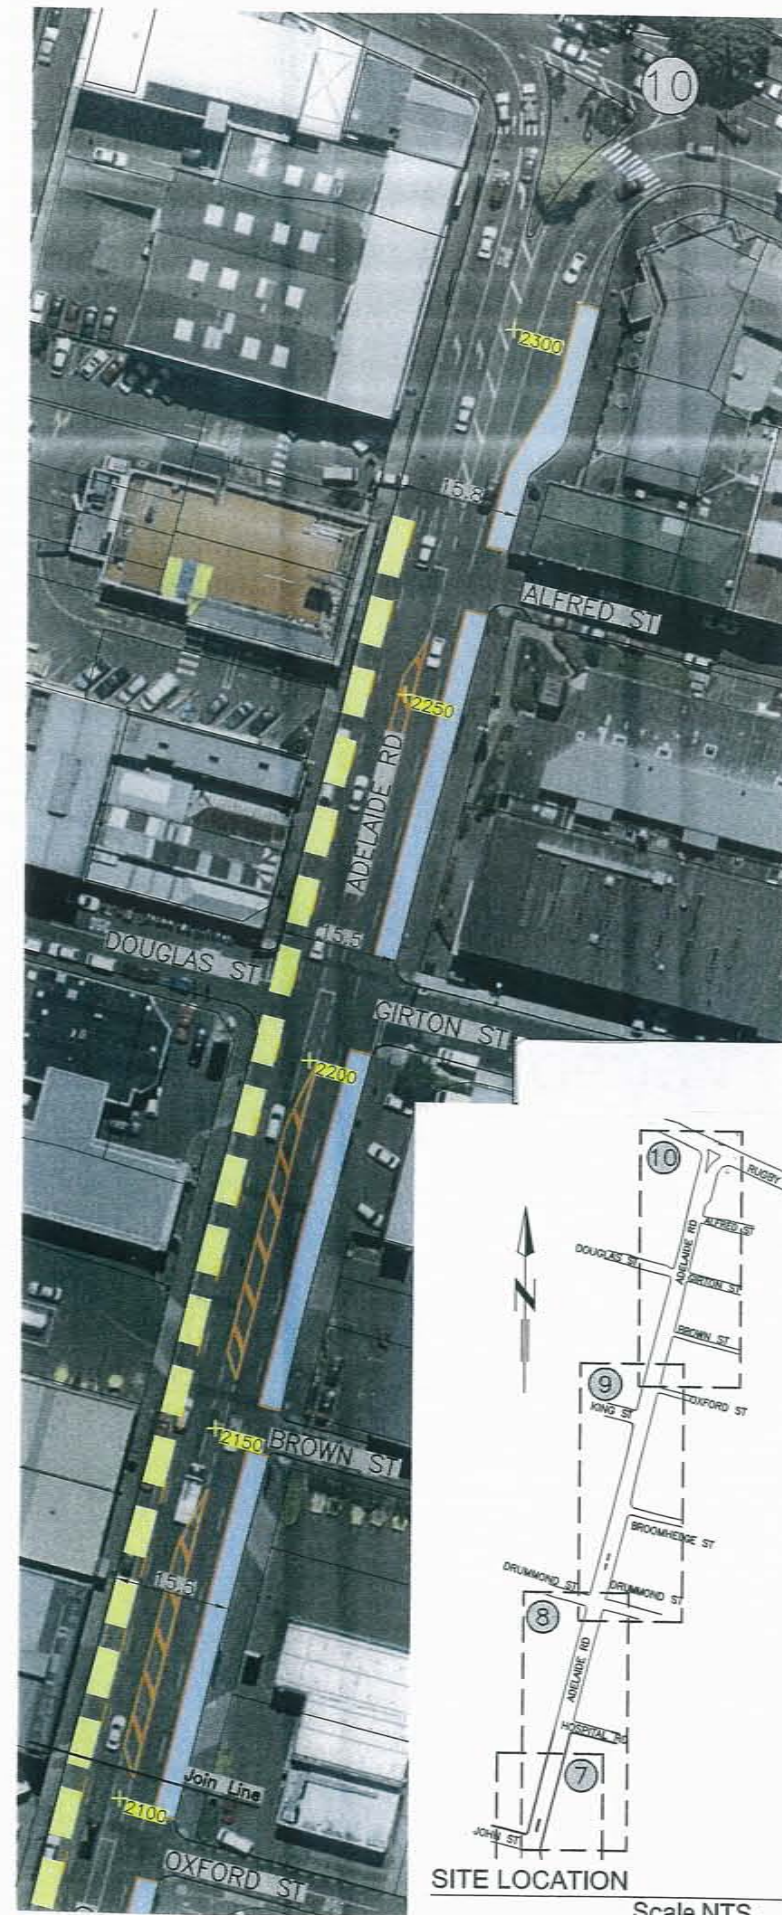 10
2300
15.8
ALFRED ST
2250
ADELAIDE RD
15.5
DOUGLAS ST
GIRTON ST
2200
2150
BROWN ST
15.5
Join Line
2100
OXFORD ST
10
RUGBY
ALFRED ST
ADELAIDE RD
DOUGLAS ST
GIRTON ST
N
BROWN ST
9
OXFORD ST
KING ST
BROOMHEDGE ST
DRUMMOND ST
DRUMMOND ST
8
ADELAIDE RD
HOSPITAL RD
7
JOHN ST
SITE LOCATION
Scale NTS